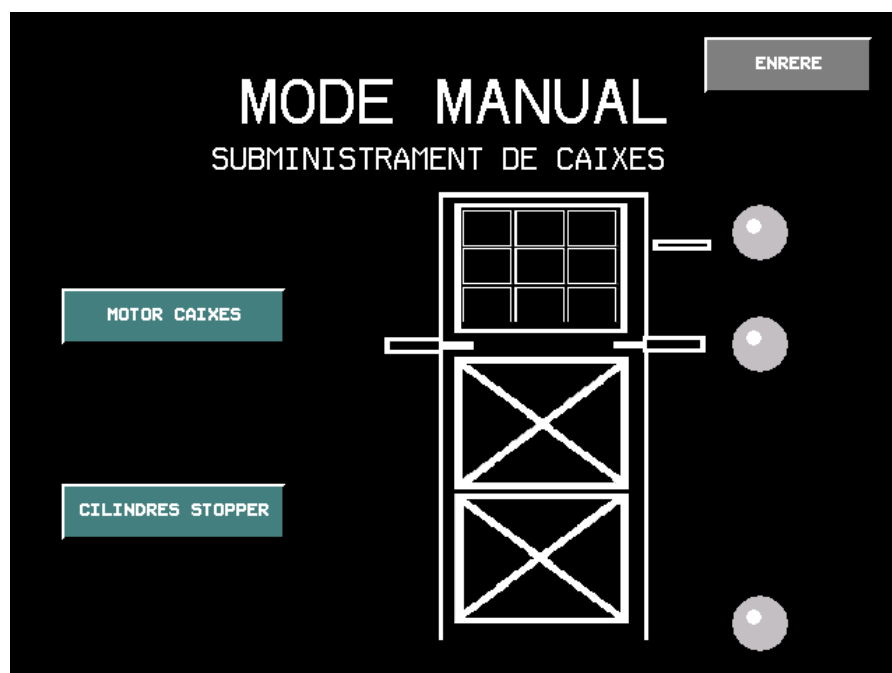 ENRERE
MODE MANUAL
SUBMINISTRAMENT DE CAIXES
MOTOR CAIXES
CILINDRES STOPPER